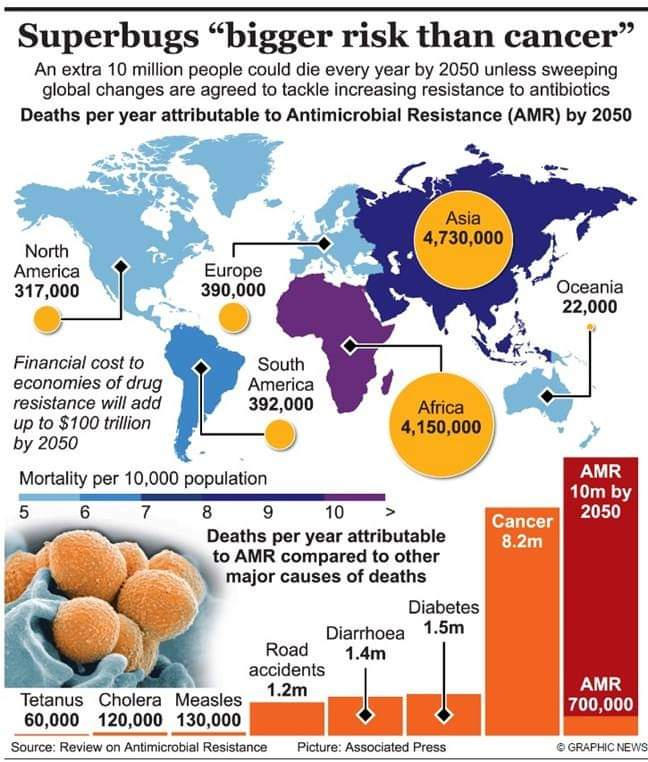 Superbugs “bigger risk than cancer”
An extra 10 million people could die every year by 2050 unless sweeping
global changes are agreed to tackle increasing resistance to antibiotics
Deaths per year attributable to Antimicrobial Resistance (AMR) by 2050
Asia
4,730,000
North
America
317,000
Europe
390,000
Oceania
22,000
Financial cost to
economies of drug
resistance will add
up to $100 trillion
by 2050
South
America
392,000
Africa
4,150,000
Mortality per 10,000 population
5 6 7 8 9 10 >
Deaths per year attributable
to AMR compared to other
major causes of deaths
AMR
10m by
2050
Cancer
8.2m
Diabetes
1.5m
Diarrhoea
1.4m
Road
accidents
1.2m
AMR
700,000
Tetanus
60,000
Cholera
120,000
Measles
130,000
Source: Review on Antimicrobial Resistance
Picture: Associated Press
© GRAPHIC NEWS